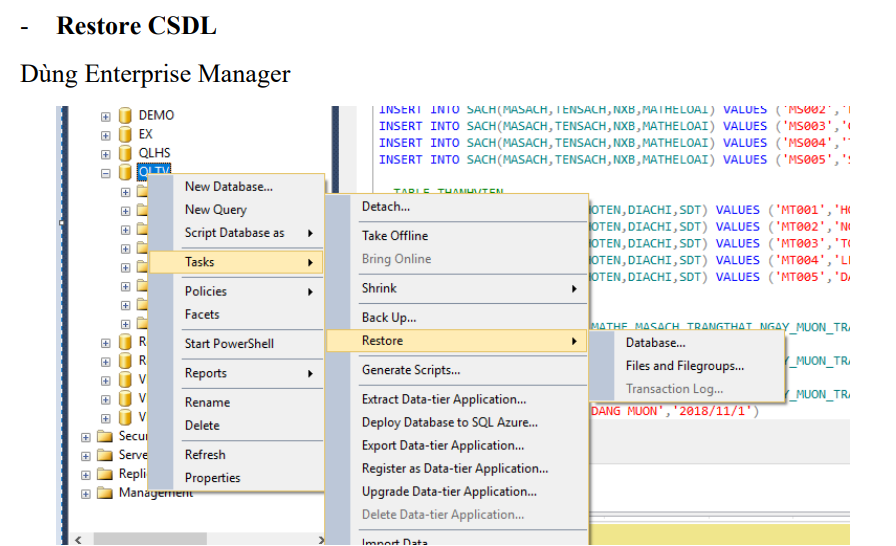 - Restore CSDL
Dùng Enterprise Manager
DEMO
EX
QLHS
QLTV
New Database...
New Query
Script Database as
Tasks
Policies
Facets
Start PowerShell
Reports
Rename
Delete
Refresh
Properties
Management
Detach...
Take Offline
Bring Online
Shrink
Back Up...
Restore
Generate Scripts...
Extract Data-tier Application...
Deploy Database to SQL Azure...
Export Data-tier Application...
Register as Data-tier Application...
Upgrade Data-tier Application...
Delete Data-tier Application...
Import Data
Database...
Files and Filegroups...
Transaction Log...
INSERT INTO SACH(MASACH,TENSACH,NXB,MATHELOAI) VALUES ('MS002','
INSERT INTO SACH(MASACH,TENSACH,NXB,MATHELOAI) VALUES ('MS003','
INSERT INTO SACH(MASACH,TENSACH,NXB,MATHELOAI) VALUES ('MS004','
INSERT INTO SACH(MASACH,TENSACH,NXB,MATHELOAI) VALUES ('MS005','
TABLE THANHVIEN
OTEN,DIACHI,SDT) VALUES ('MT001','HO
OTEN,DIACHI,SDT) VALUES ('MT002','NG
OTEN,DIACHI,SDT) VALUES ('MT003','TO
OTEN,DIACHI,SDT) VALUES ('MT004','L
OTEN,DIACHI,SDT) VALUES ('MT005','DA
MATHE,MASACH,TRANGTHAI,NGAY_MUON_TRA
Y_MUON_TRA
Y_MUON_TRA
DANG MUON','2018/11/1')